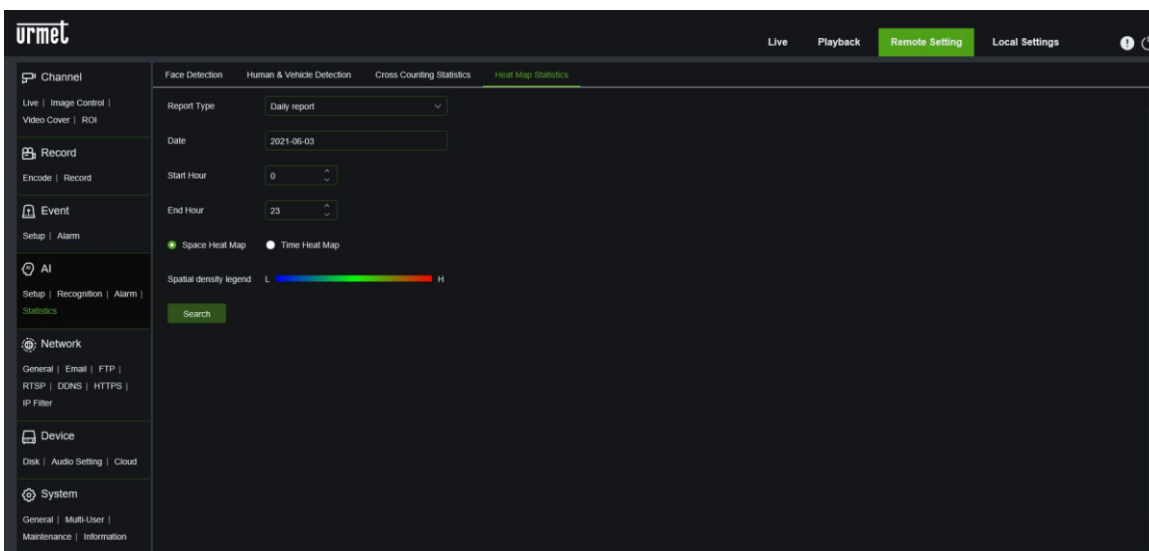 urmet
Live Playback Remote Setting Local Settings
Channel
Live | Image Control |
Video Cover | ROI
Record
Encode | Record
Event
Setup | Alarm
AI
Setup | Recognition | Alarm |
Statistics
Network
General | Email | FTP |
RTSP | DDNS | HTTPS |
IP Filter
Device
Disk | Audio Setting | Cloud
System
General | Multi-User |
Maintenance | Information
Face Detection Human & Vehicle Detection Cross Counting Statistics Heat Map Statistics
Report Type Daily report
Date 2021-06-03
Start Hour 0
End Hour 23
Space Heat Map Time Heat Map
Spatial density legend L H
Search